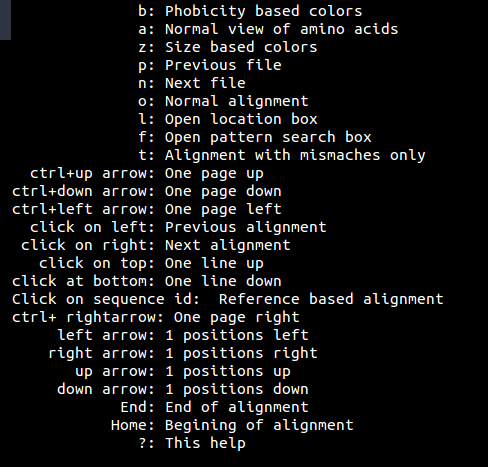 b: Phobicity based colors
a: Normal view of amino acids
z: Size based colors
p: Previous file
n: Next file
o: Normal alignment
l: Open location box
f: Open pattern search box
t: Alignment with mismaches only
ctrl+up arrow: One page up
ctrl+down arrow: One page down
ctrl+left arrow: One page left
click on left: Previous alignment
click on right: Next alignment
click on top: One line up
click at bottom: One line down
Click on sequence id:  Reference based alignment
ctrl+ rightarrow: One page right
left arrow: 1 positions left
right arrow: 1 positions right
up arrow: 1 positions up
down arrow: 1 positions down
End: End of alignment
Home: Begining of alignment
?: This help